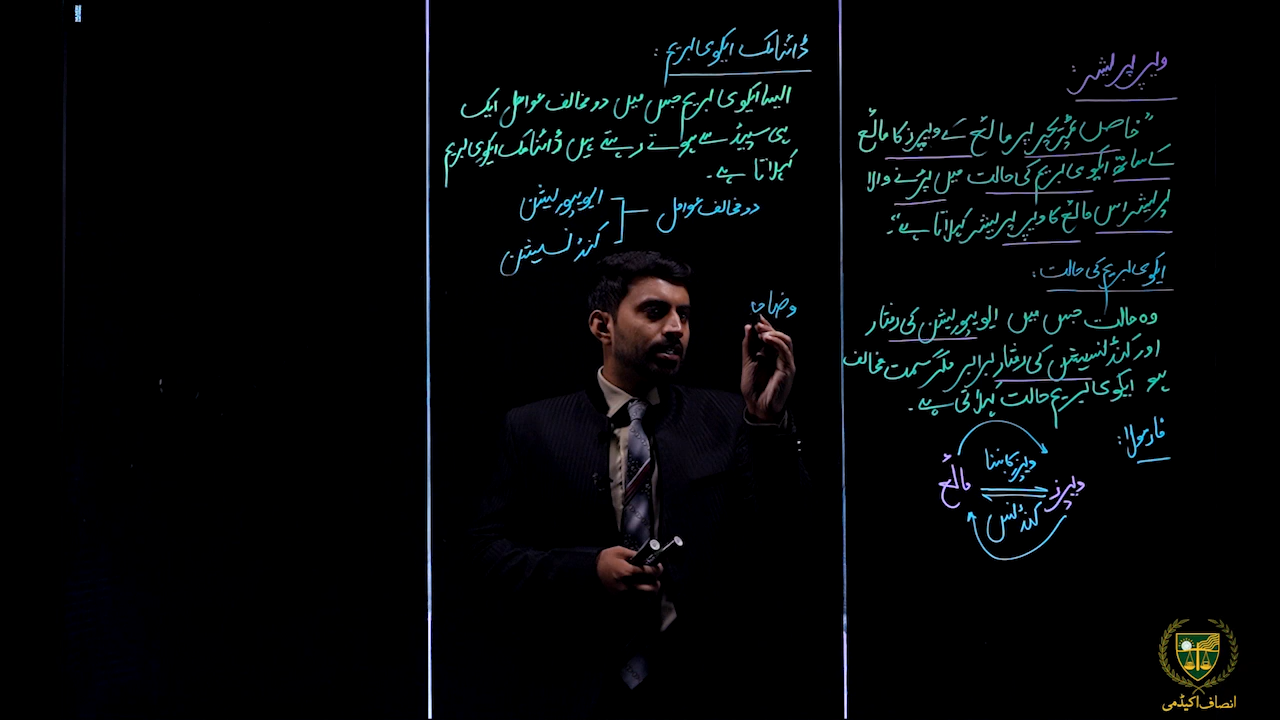 ویپر پریشر:
"خاص ٹمپریچر پر مائع کے ویپرز کا مائع
کے ساتھ ایکوی لبریم کی حالت میں پڑنے والا
پریشر اس مائع کا ویپر پریشر کہلاتا ہے"۔
ایکوی لبریم کی حالت:
وہ حالت جس میں ایویپوریشن کی رفتار
اور کنڈنسیشن کی رفتار برابر مگر سمت مخالف
ہو ایکوی لبریم حالت کہلاتی ہے۔
فارمولا:
ویپرز کا بننا
مائع ⇌ ویپرز
کنڈنس
ڈائنامک ایکوی لبریم:
ایسا ایکوی لبریم جس میں دو مخالف عوامل ایک
ہی سپیڈ سے ہوتے رہتے ہیں ڈائنامک ایکوی لبریم
کہلاتا ہے۔
دو مخالف عوامل
ایویپوریشن
کنڈنسیشن
وضا
انصاف اکیڈمی